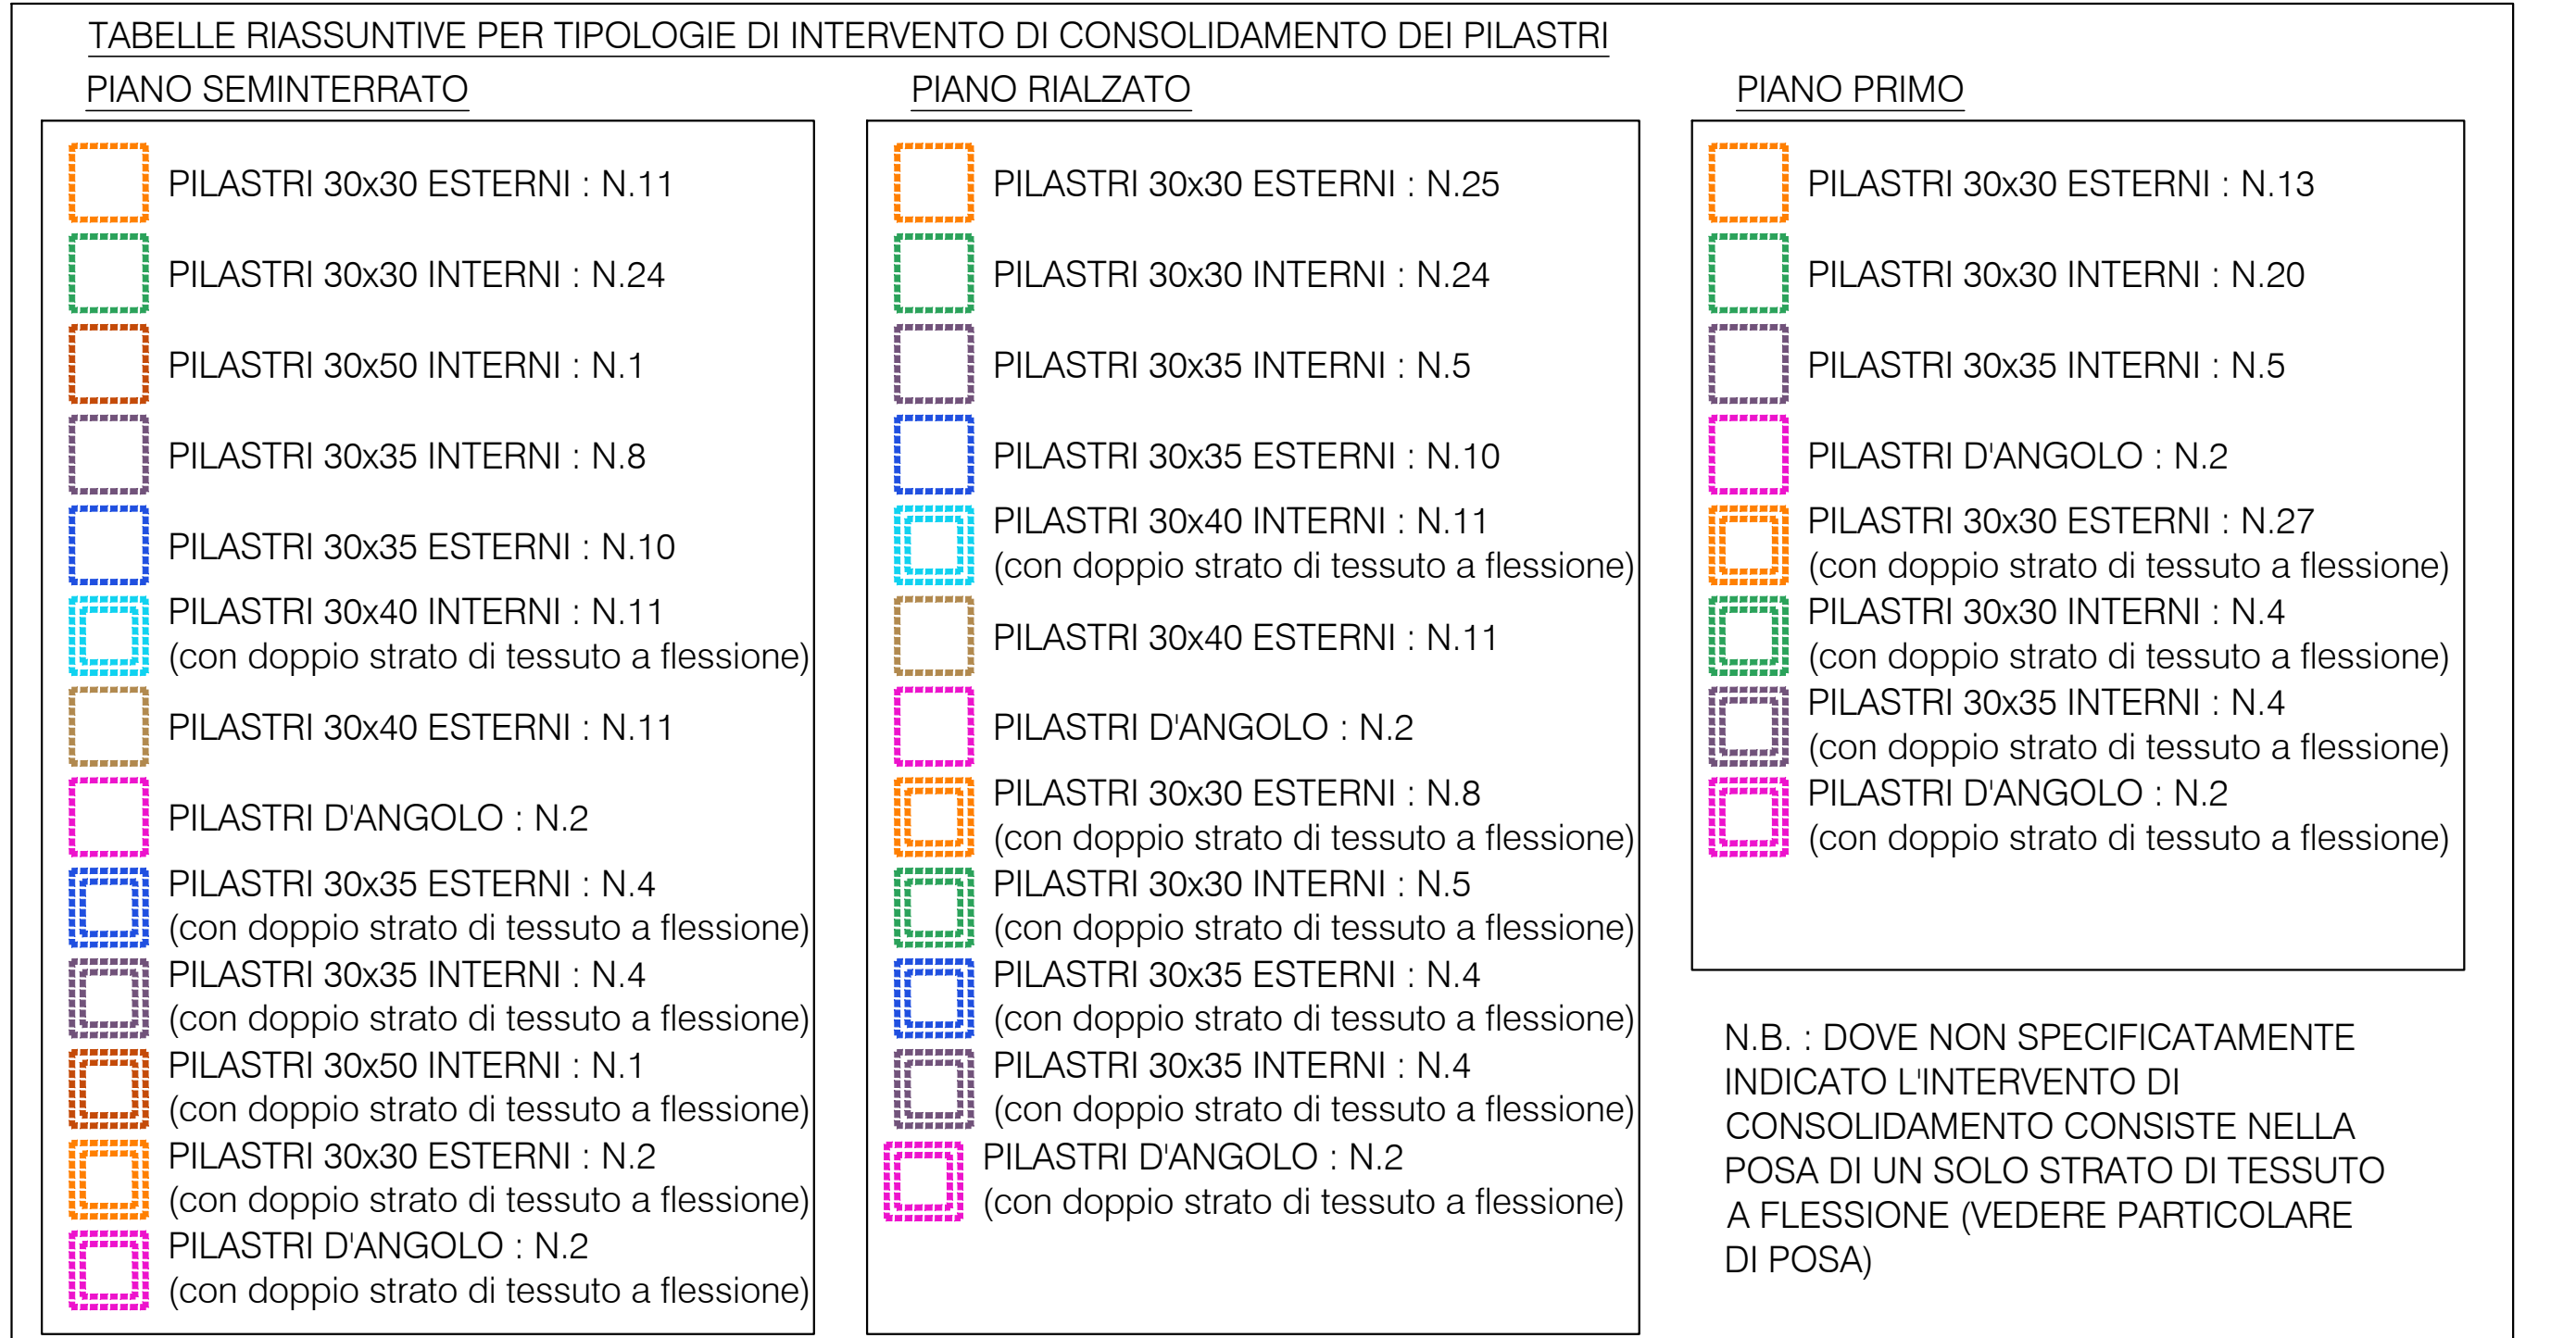 TABELLE RIASSUNTIVE PER TIPOLOGIE DI INTERVENTO DI CONSOLIDAMENTO DEI PILASTRI
PIANO SEMINTERRATO
PILASTRI 30x30 ESTERNI : N.11
PILASTRI 30x30 INTERNI : N.24
PILASTRI 30x50 INTERNI : N.1
PILASTRI 30x35 INTERNI : N.8
PILASTRI 30x35 ESTERNI : N.10
PILASTRI 30x40 INTERNI : N.11
(con doppio strato di tessuto a flessione)
PILASTRI 30x40 ESTERNI : N.11
PILASTRI D'ANGOLO : N.2
PILASTRI 30x35 ESTERNI : N.4
(con doppio strato di tessuto a flessione)
PILASTRI 30x35 INTERNI : N.4
(con doppio strato di tessuto a flessione)
PILASTRI 30x50 INTERNI : N.1
(con doppio strato di tessuto a flessione)
PILASTRI 30x30 ESTERNI : N.2
(con doppio strato di tessuto a flessione)
PILASTRI D'ANGOLO : N.2
(con doppio strato di tessuto a flessione)
PIANO RIALZATO
PILASTRI 30x30 ESTERNI : N.25
PILASTRI 30x30 INTERNI : N.24
PILASTRI 30x35 INTERNI : N.5
PILASTRI 30x35 ESTERNI : N.10
PILASTRI 30x40 INTERNI : N.11
(con doppio strato di tessuto a flessione)
PILASTRI 30x40 ESTERNI : N.11
PILASTRI D'ANGOLO : N.2
PILASTRI 30x30 ESTERNI : N.8
(con doppio strato di tessuto a flessione)
PILASTRI 30x30 INTERNI : N.5
(con doppio strato di tessuto a flessione)
PILASTRI 30x35 ESTERNI : N.4
(con doppio strato di tessuto a flessione)
PILASTRI 30x35 INTERNI : N.4
(con doppio strato di tessuto a flessione)
PILASTRI D'ANGOLO : N.2
(con doppio strato di tessuto a flessione)
PIANO PRIMO
PILASTRI 30x30 ESTERNI : N.13
PILASTRI 30x30 INTERNI : N.20
PILASTRI 30x35 INTERNI : N.5
PILASTRI D'ANGOLO : N.2
PILASTRI 30x30 ESTERNI : N.27
(con doppio strato di tessuto a flessione)
PILASTRI 30x30 INTERNI : N.4
(con doppio strato di tessuto a flessione)
PILASTRI 30x35 INTERNI : N.4
(con doppio strato di tessuto a flessione)
PILASTRI D'ANGOLO : N.2
(con doppio strato di tessuto a flessione)
N.B. : DOVE NON SPECIFICATAMENTE
INDICATO L'INTERVENTO DI
CONSOLIDAMENTO CONSISTE NELLA
POSA DI UN SOLO STRATO DI TESSUTO
A FLESSIONE (VEDERE PARTICOLARE
DI POSA)